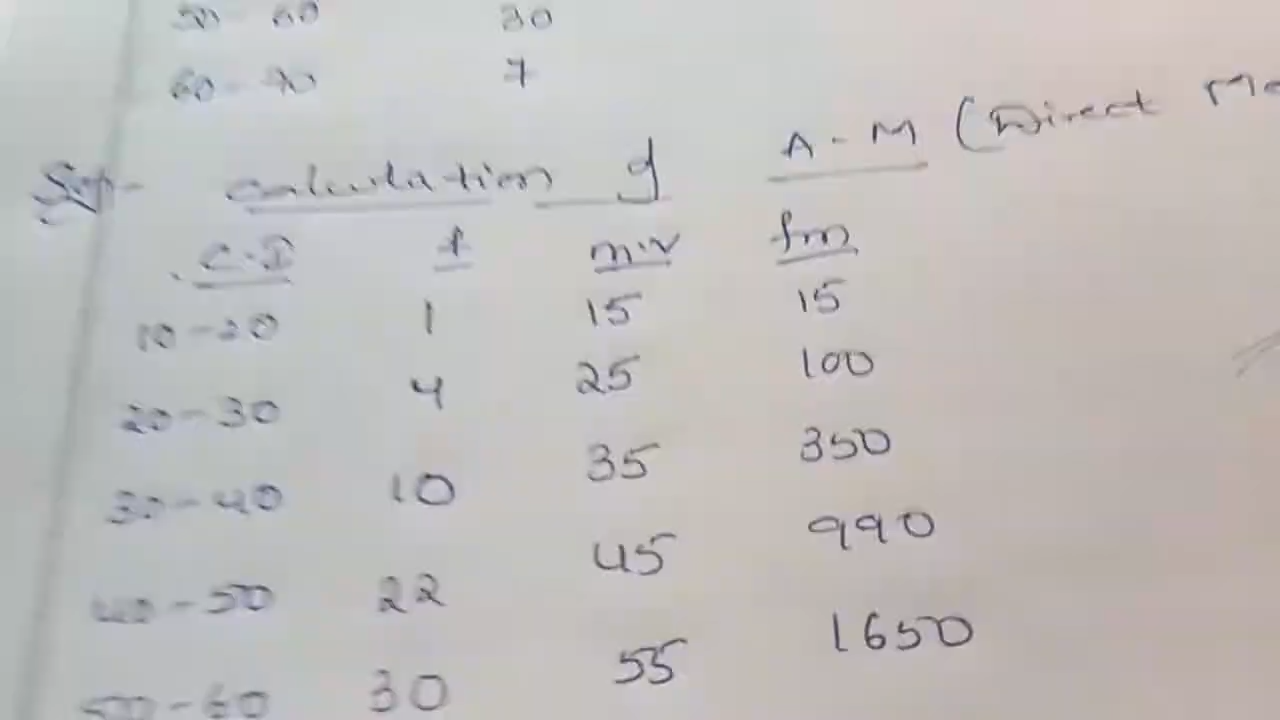 50-60 30
60-70 7
Sol:- Calculation of A.M (Direct
C.I f m.v fm
10-20 1 15 15
20-30 4 25 100
30-40 10 35 350
40-50 22 45 990
50-60 30 55 1650